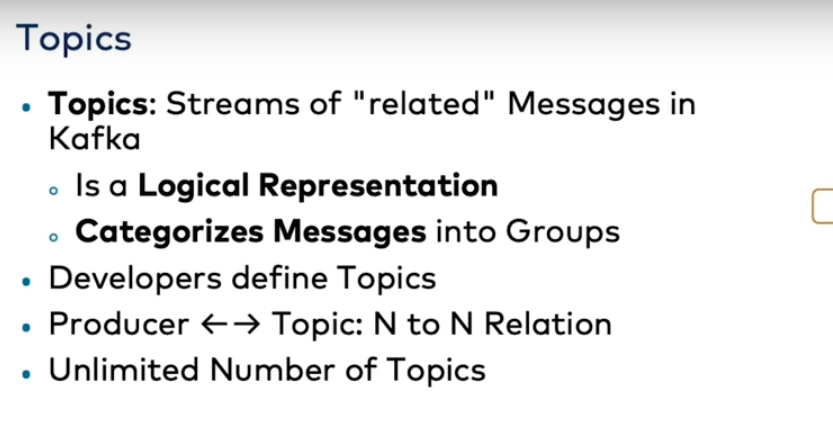 Topics
• Topics: Streams of "related" Messages in
Kafka
◦ Is a Logical Representation
◦ Categorizes Messages into Groups
• Developers define Topics
• Producer ←→ Topic: N to N Relation
• Unlimited Number of Topics